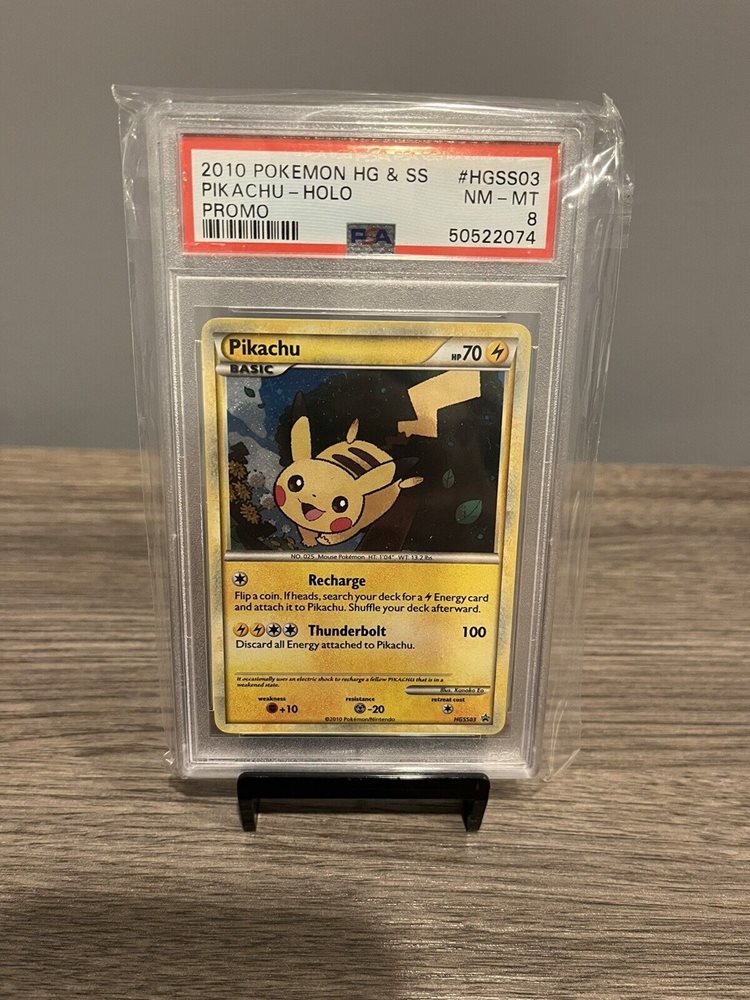 2010 POKEMON HG & SS #HGSS03
PIKACHU - HOLO NM - MT
PROMO 8
PSA 50522074
Pikachu HP 70
BASIC
NO. 025 Mouse Pokémon HT: 1'04" WT: 13.2 lbs.
Recharge
Flip a coin. If heads, search your deck for a Energy card
and attach it to Pikachu. Shuffle your deck afterward.
Thunderbolt 100
Discard all Energy attached to Pikachu.
It occasionally uses an electric shock to recharge a fellow PIKACHU that is in a
weakened state.
Illus. Kanako Eo
weakness resistance retreat cost
+10 -20
©2010 Pokémon/Nintendo HGSS03